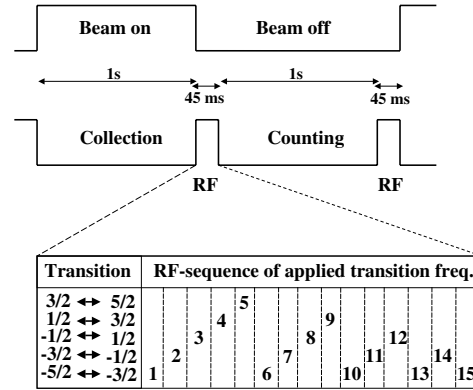 Beam on Beam off
1s 1s
45 ms 45 ms
Collection Counting
RF RF
Transition RF-sequence of applied transition freq.
3/2 ↔ 5/2 5
1/2 ↔ 3/2 4 9
-1/2 ↔ 1/2 3 8 12
-3/2 ↔ -1/2 2 7 11 14
-5/2 ↔ -3/2 1 6 10 13 15